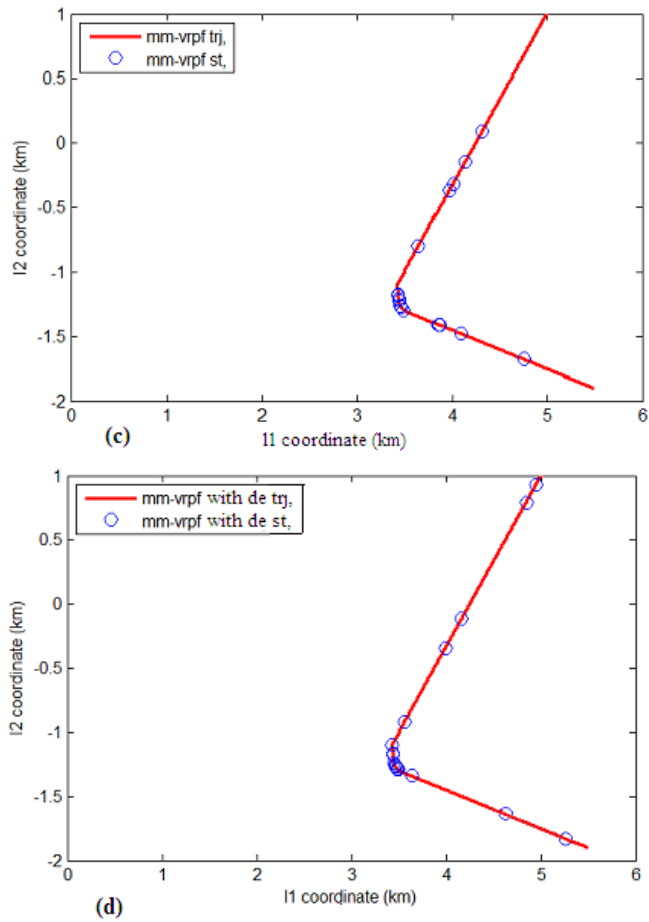 1
mm-vrpf trj,
mm-vrpf st,
0.5
0
-0.5
-1
-1.5
-2
l2 coordinate (km)
0 1 2 3 4 5 6
(c) l1 coordinate (km)
1
mm-vrpf with de trj,
mm-vrpf with de st,
0.5
0
-0.5
-1
-1.5
-2
l2 coordinate (km)
0 1 2 3 4 5 6
l1 coordinate (km)
(d)